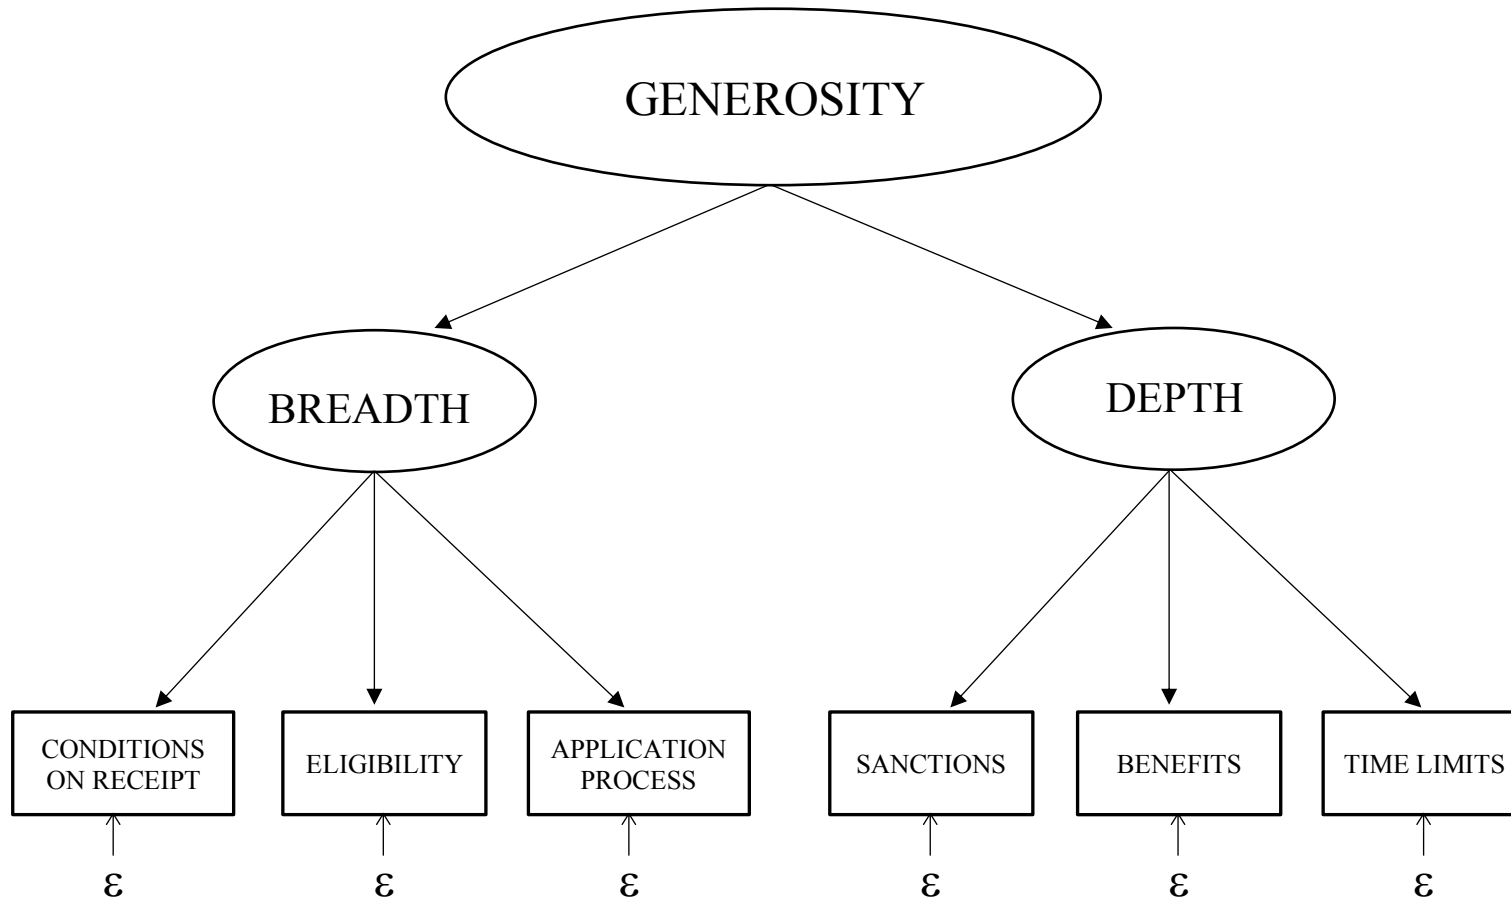 GENEROSITY
BREADTH
DEPTH
CONDITIONS
ON RECEIPT
ELIGIBILITY
APPLICATION
PROCESS
SANCTIONS
BENEFITS
TIME LIMITS
ε
ε
ε
ε
ε
ε